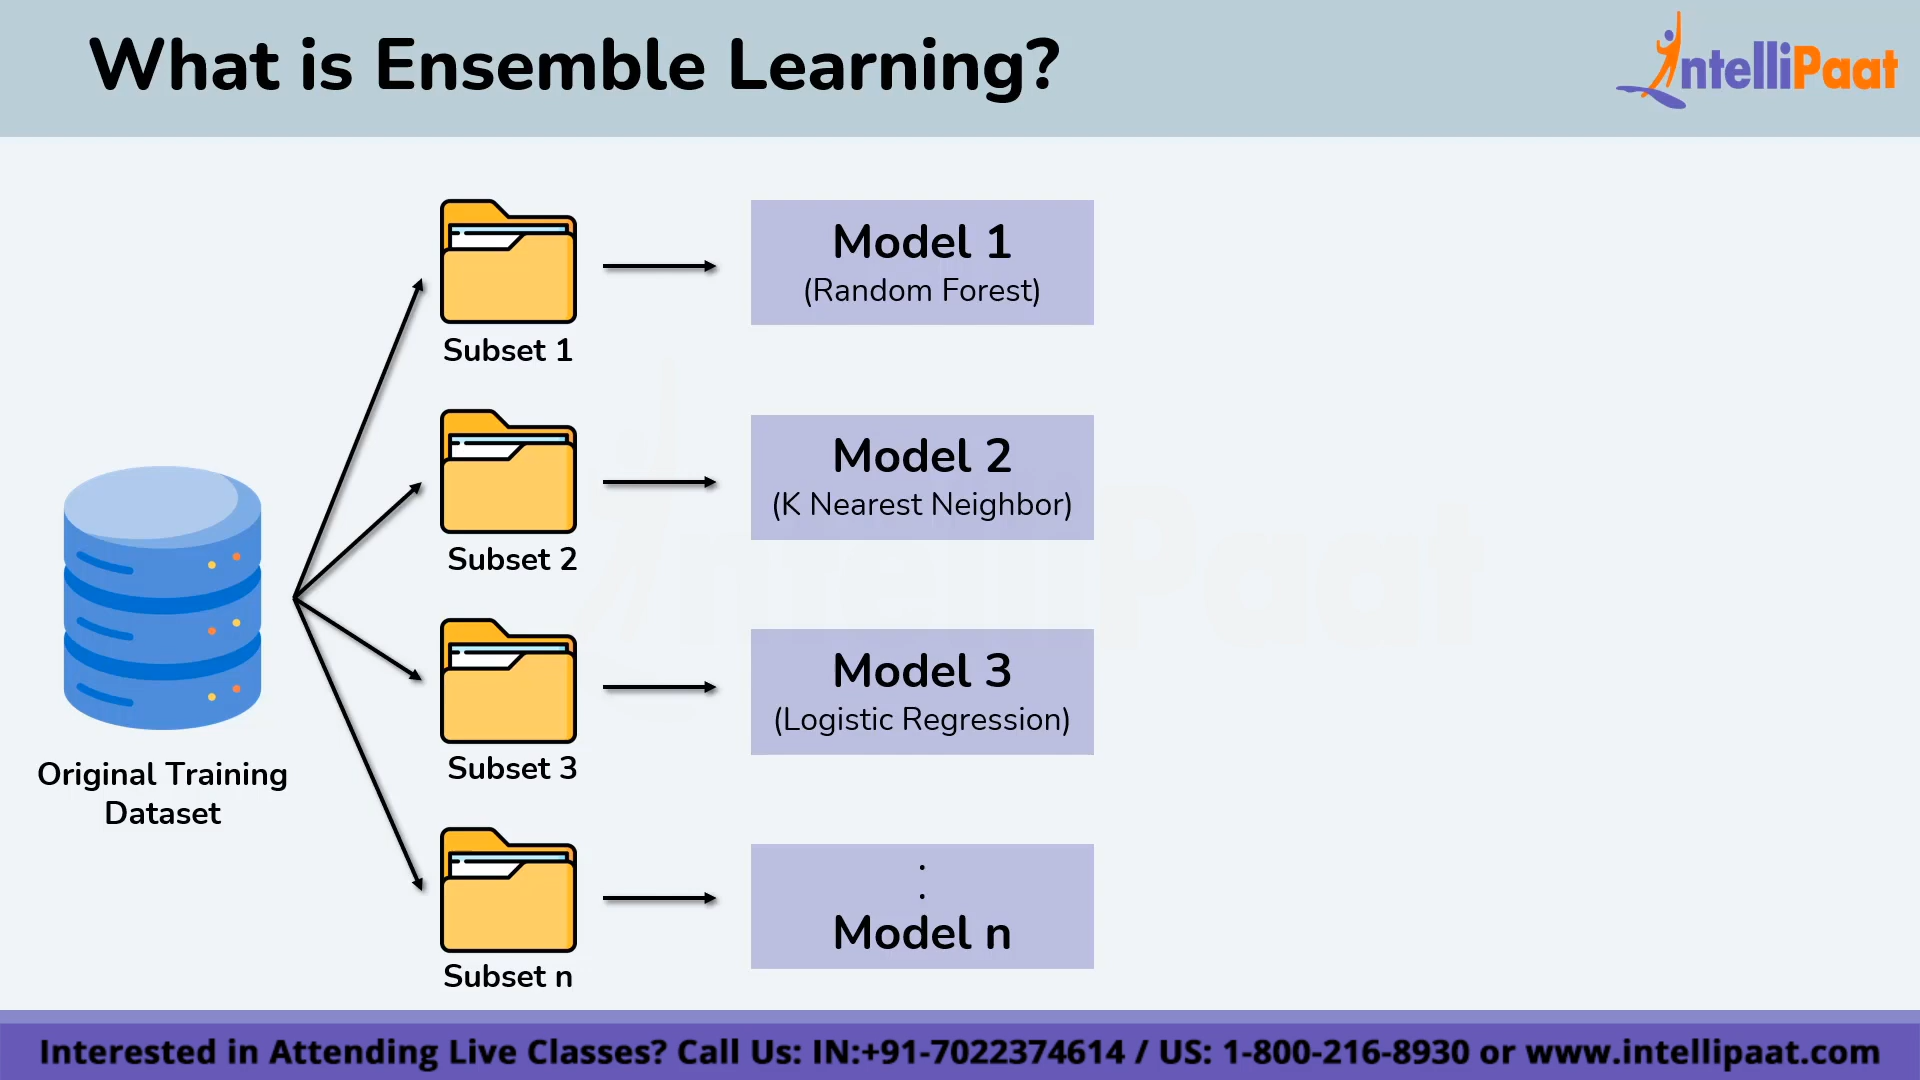 What is Ensemble Learning?
IntelliPaat
Subset 1
Model 1
(Random Forest)
Subset 2
Model 2
(K Nearest Neighbor)
Original Training
Dataset
Subset 3
Model 3
(Logistic Regression)
Subset n
.
.
Model n
IntelliPaat
Interested in Attending Live Classes? Call Us: IN:+91-7022374614 / US: 1-800-216-8930 or www.intellipaat.com